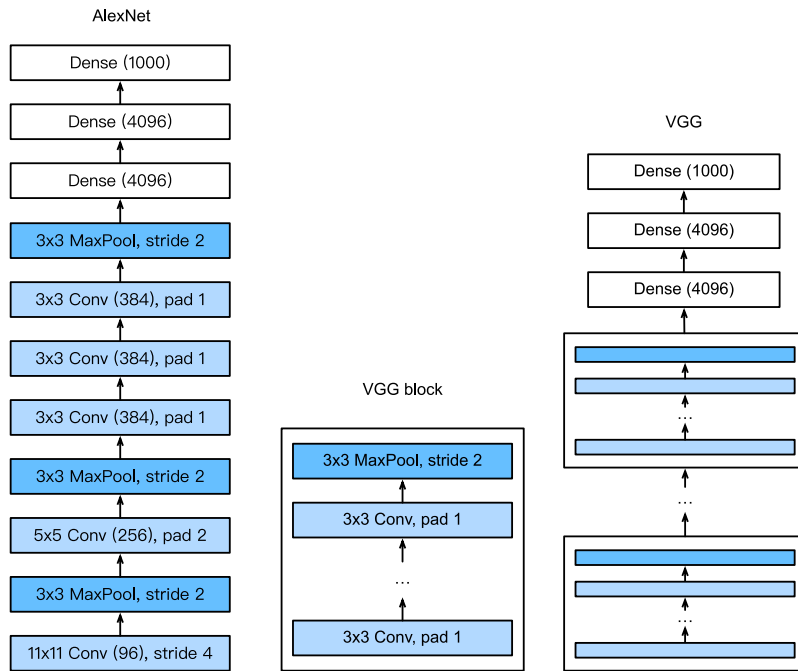 AlexNet
Dense (1000)
Dense (4096)
Dense (4096)
3x3 MaxPool, stride 2
3x3 Conv (384), pad 1
3x3 Conv (384), pad 1
3x3 Conv (384), pad 1
3x3 MaxPool, stride 2
5x5 Conv (256), pad 2
3x3 MaxPool, stride 2
11x11 Conv (96), stride 4
VGG block
3x3 MaxPool, stride 2
3x3 Conv, pad 1
...
3x3 Conv, pad 1
VGG
Dense (1000)
Dense (4096)
Dense (4096)
...
...
...